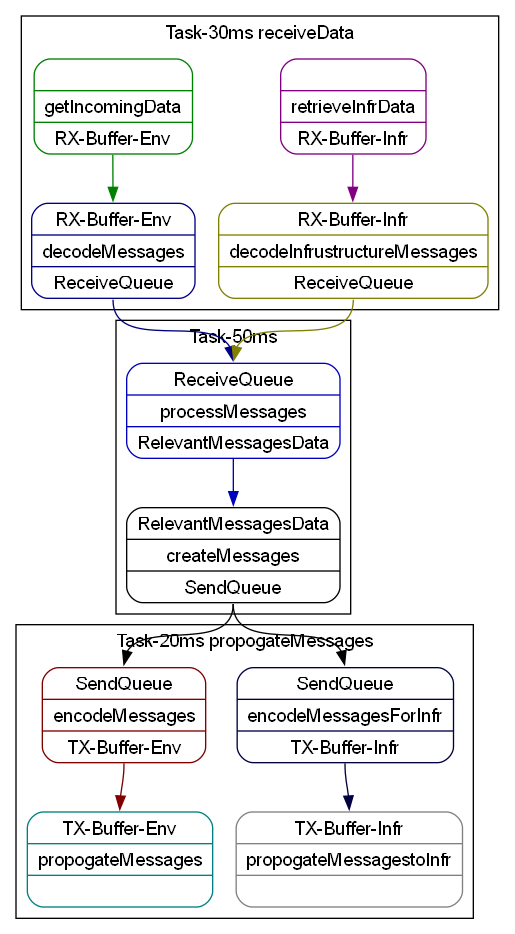 Task-30ms receiveData
getIncomingData
RX-Buffer-Env
retrieveInfrData
RX-Buffer-Infr
RX-Buffer-Env
decodeMessages
ReceiveQueue
RX-Buffer-Infr
decodeInfrustructureMessages
ReceiveQueue
Task-50ms
ReceiveQueue
processMessages
RelevantMessagesData
RelevantMessagesData
createMessages
SendQueue
Task-20ms propogateMessages
SendQueue
encodeMessages
TX-Buffer-Env
SendQueue
encodeMessagesForInfr
TX-Buffer-Infr
TX-Buffer-Env
propogateMessages
TX-Buffer-Infr
propogateMessagestoInfr